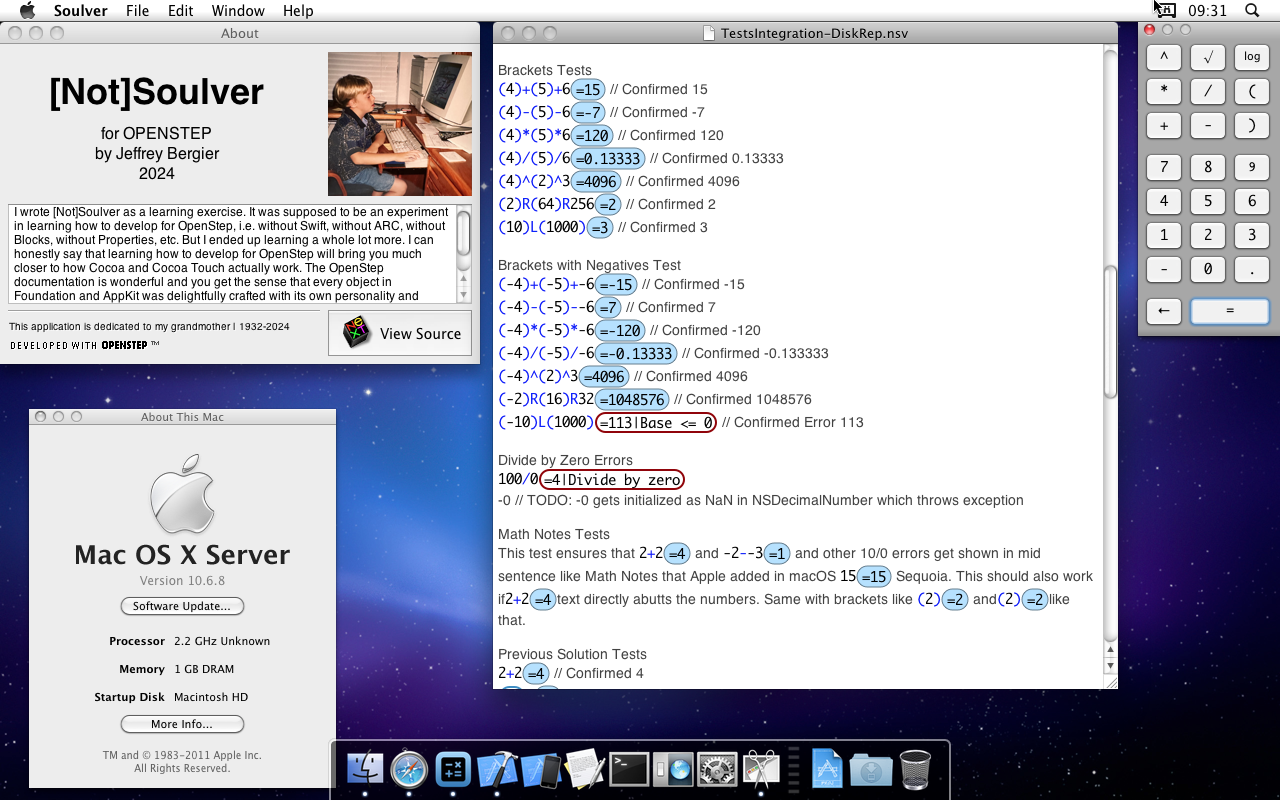 Soulver File Edit Window Help 09:31
About
[Not]Soulver
for OPENSTEP
by Jeffrey Bergier
2024
I wrote [Not]Soulver as a learning exercise. It was supposed to be an experiment
in learning how to develop for OpenStep, i.e. without Swift, without ARC, without
Blocks, without Properties, etc. But I ended up learning a whole lot more. I can
honestly say that learning how to develop for OpenStep will bring you much
closer to how Cocoa and Cocoa Touch actually work. The OpenStep
documentation is wonderful and you get the sense that every object in
Foundation and AppKit was delightfully crafted with its own personality and
This application is dedicated to my grandmother | 1932-2024
DEVELOPED WITH OPENSTEP ™
View Source
About This Mac
Mac OS X Server
Version 10.6.8
Software Update...
Processor 2.2 GHz Unknown
Memory 1 GB DRAM
Startup Disk Macintosh HD
More Info...
TM and © 1983-2011 Apple Inc.
All Rights Reserved.
TestsIntegration-DiskRep.nsv
Brackets Tests
(4)+(5)+6=15 // Confirmed 15
(4)-(5)-6=-7 // Confirmed -7
(4)*(5)*6=120 // Confirmed 120
(4)/(5)/6=0.13333 // Confirmed 0.13333
(4)^(2)^3=4096 // Confirmed 4096
(2)R(64)R256=2 // Confirmed 2
(10)L(1000)=3 // Confirmed 3
Brackets with Negatives Test
(-4)+(-5)+-6=-15 // Confirmed -15
(-4)-(-5)--6=7 // Confirmed 7
(-4)*(-5)*-6=-120 // Confirmed -120
(-4)/(-5)/-6=-0.13333 // Confirmed -0.133333
(-4)^(2)^3=4096 // Confirmed 4096
(-2)R(16)R32=1048576 // Confirmed 1048576
(-10)L(1000)=113|Base <= 0 // Confirmed Error 113
Divide by Zero Errors
100/0=4|Divide by zero
-0 // TODO: -0 gets initialized as NaN in NSDecimalNumber which throws exception
Math Notes Tests
This test ensures that 2+2=4 and -2--3=1 and other 10/0 errors get shown in mid
sentence like Math Notes that Apple added in macOS 15=15 Sequoia. This should also work
if2+2=4text directly abutts the numbers. Same with brackets like (2)=2 and(2)=2like
that.
Previous Solution Tests
2+2=4 // Confirmed 4
^ √ log
* / (
+ - )
7 8 9
4 5 6
1 2 3
- 0 .
← =